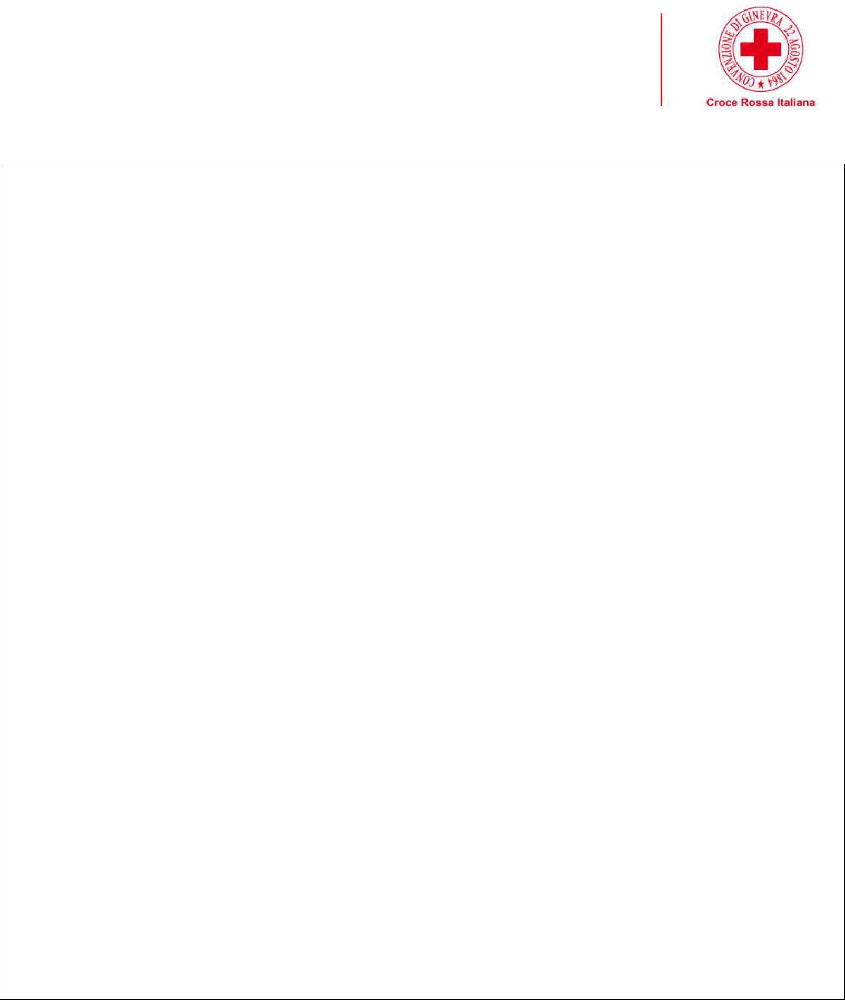 CONVENZIONE DI GINEVRA 22 AGOSTO 1864
Croce Rossa Italiana